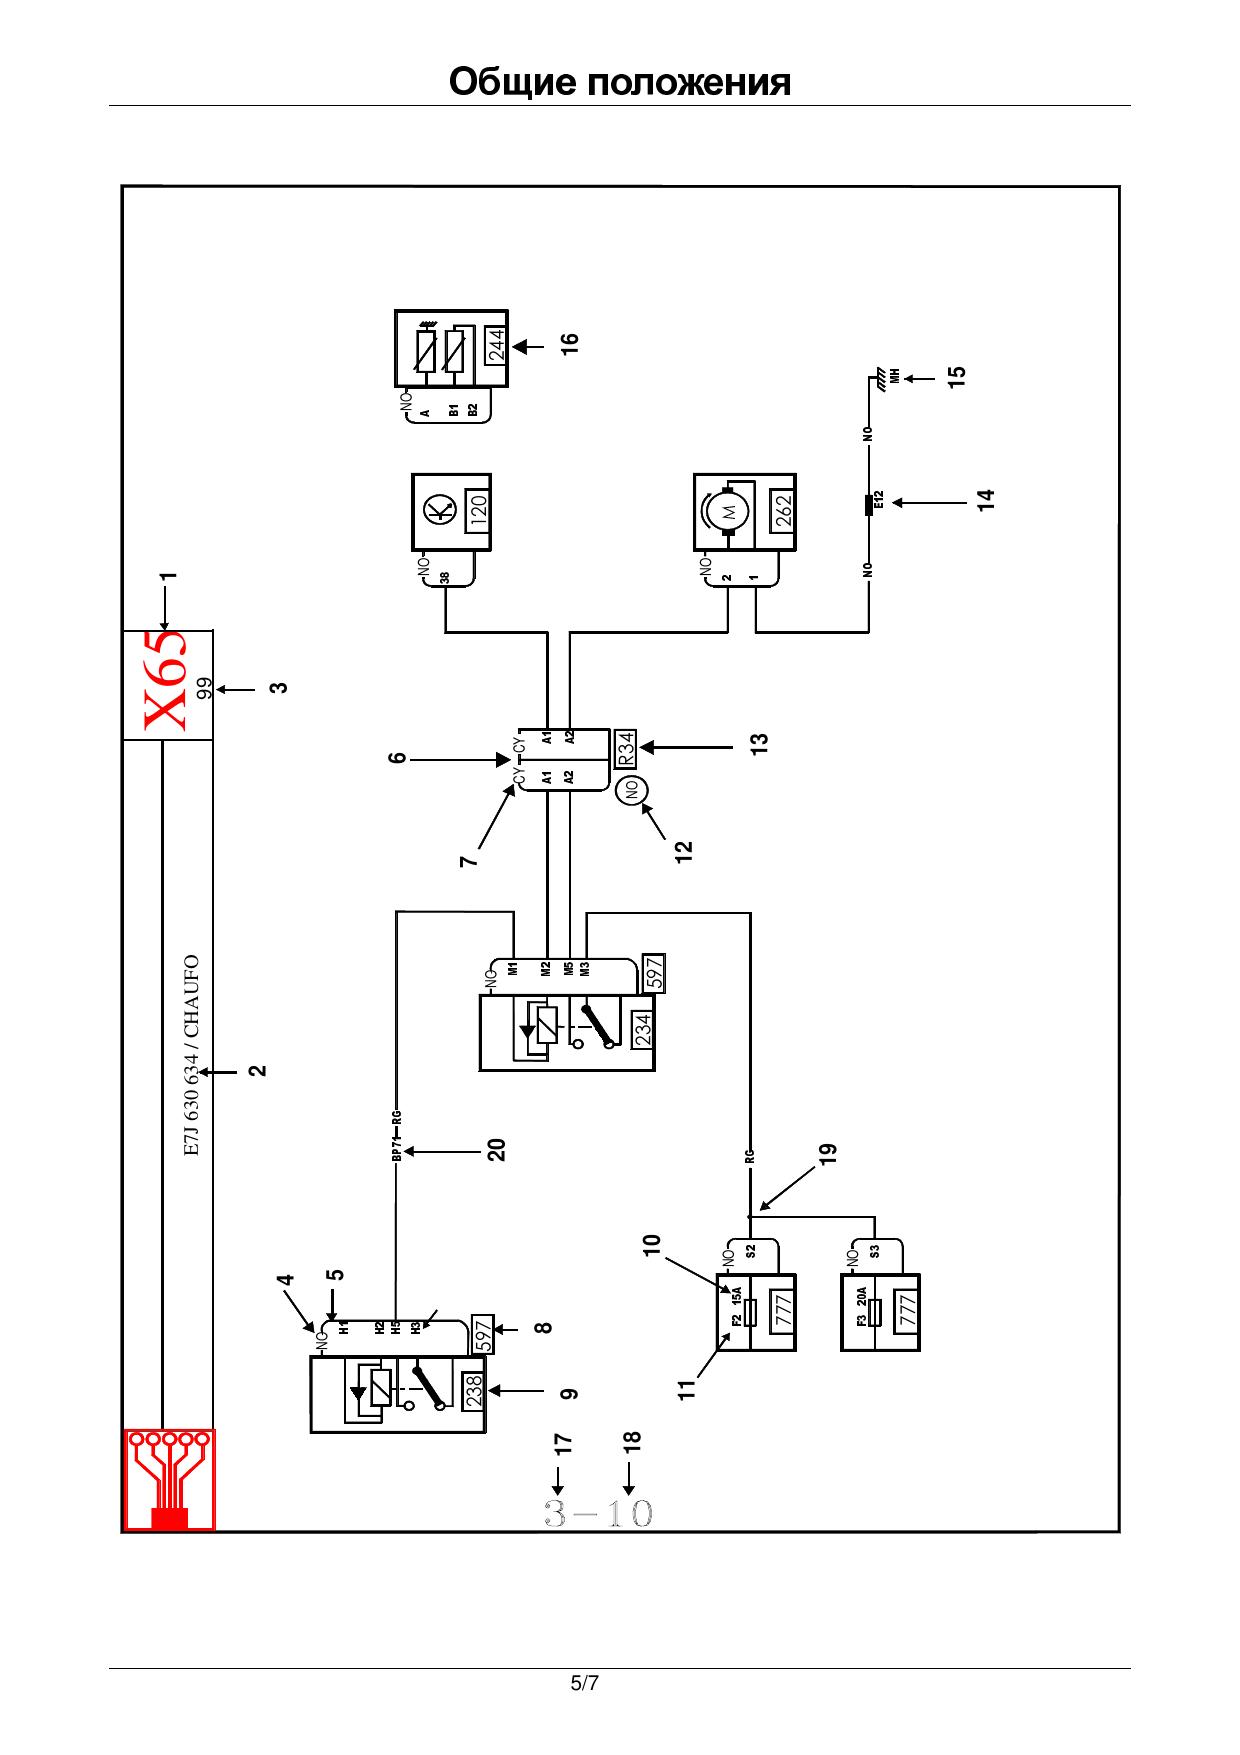 Общие положения
X65
99
1
3
E7J 630 634 / CHAUFO
2
244
16
NO
A
B1
B2
MH
15
NO
E12
14
NO
120
NO
38
M
262
NO
2
1
6
CY
A1
A2
R34
13
CY
A1
A2
NO
7
12
NO
M1
M2
M5
M3
597
234
RG
BP71
20
RG
19
4
5
NO
H1
H2
H5
H3
597
8
238
9
10
NO
S2
15A
F2
777
11
NO
S3
20A
F3
777
17
18
3-10
5/7